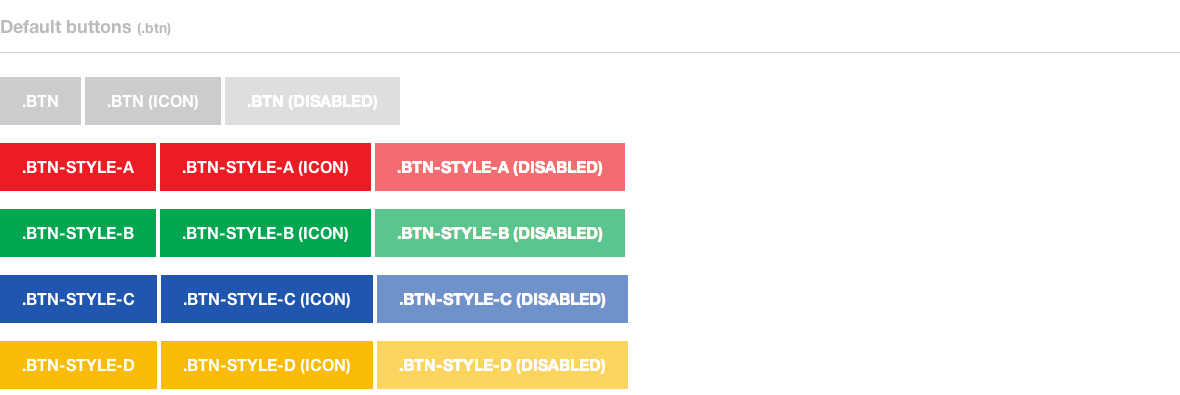 Default buttons (.btn)
.BTN .BTN (ICON) .BTN (DISABLED)
.BTN-STYLE-A .BTN-STYLE-A (ICON) .BTN-STYLE-A (DISABLED)
.BTN-STYLE-B .BTN-STYLE-B (ICON) .BTN-STYLE-B (DISABLED)
.BTN-STYLE-C .BTN-STYLE-C (ICON) .BTN-STYLE-C (DISABLED)
.BTN-STYLE-D .BTN-STYLE-D (ICON) .BTN-STYLE-D (DISABLED)